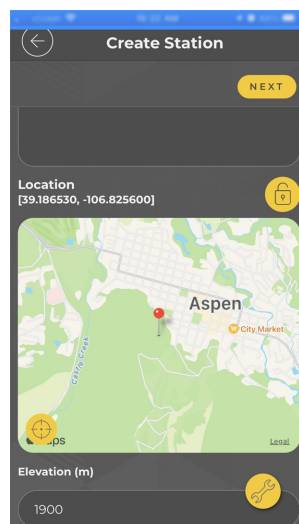 Create Station
NEXT
Location
[39.186530, -106.825600]
Aspen
City Market
Castle Creek
Legal
Elevation (m)
1900